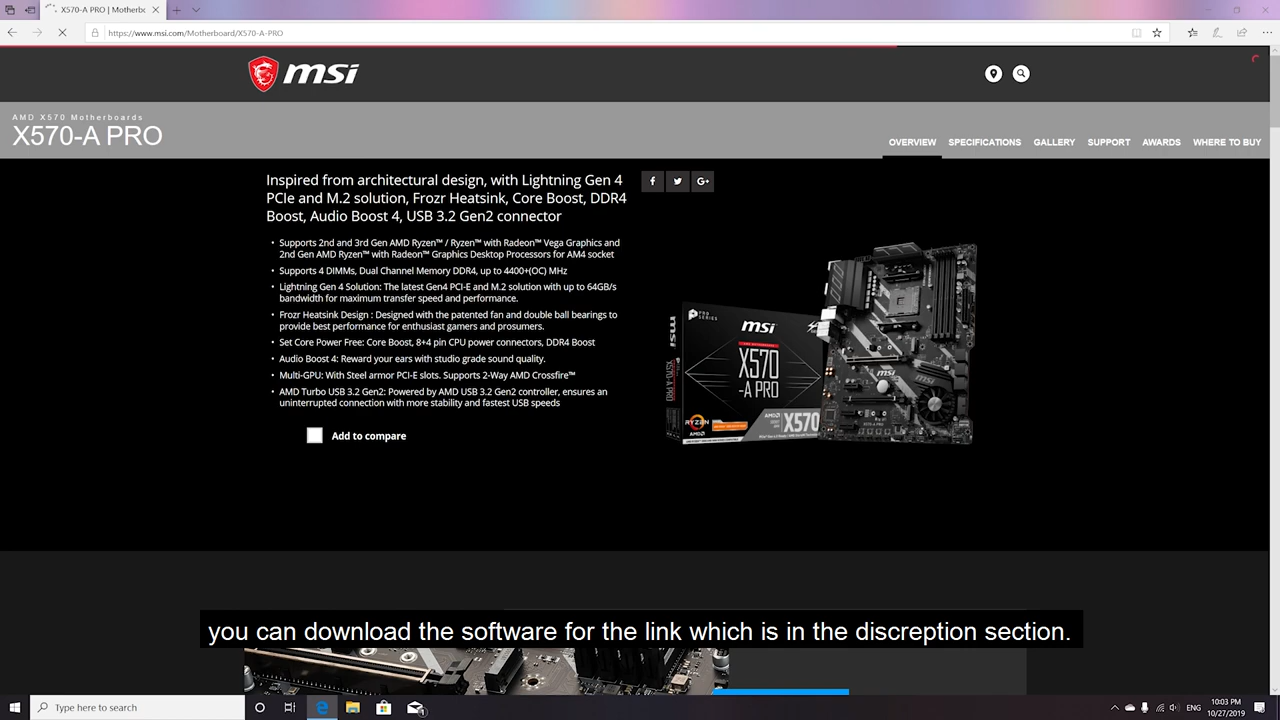 X570-A PRO | Motherbo
https://www.msi.com/Motherboard/X570-A-PRO
msi
AMD X570 Motherboards
X570-A PRO
OVERVIEW SPECIFICATIONS GALLERY SUPPORT AWARDS WHERE TO BUY
Inspired from architectural design, with Lightning Gen 4
PCIe and M.2 solution, Frozr Heatsink, Core Boost, DDR4
Boost, Audio Boost 4, USB 3.2 Gen2 connector
f G+
• Supports 2nd and 3rd Gen AMD Ryzen™ / Ryzen™ with Radeon™ Vega Graphics and
2nd Gen AMD Ryzen™ with Radeon™ Graphics Desktop Processors for AM4 socket
• Supports 4 DIMMs, Dual Channel Memory DDR4, up to 4400+(OC) MHz
• Lightning Gen 4 Solution: The latest Gen4 PCI-E and M.2 solution with up to 64GB/s
bandwidth for maximum transfer speed and performance.
• Frozr Heatsink Design : Designed with the patented fan and double ball bearings to
provide best performance for enthusiast gamers and prosumers.
• Set Core Power Free: Core Boost, 8+4 pin CPU power connectors, DDR4 Boost
• Audio Boost 4: Reward your ears with studio grade sound quality.
• Multi-GPU: With Steel armor PCI-E slots. Supports 2-Way AMD Crossfire™
• AMD Turbo USB 3.2 Gen2: Powered by AMD USB 3.2 Gen2 controller, ensures an
uninterrupted connection with more stability and fastest USB speeds
Add to compare
PRO SERIES
msi
X570
-A PRO
RYZEN
AMD
X570
msi
you can download the software for the link which is in the discreption section.
Type here to search
ENG
10:03 PM
10/27/2019